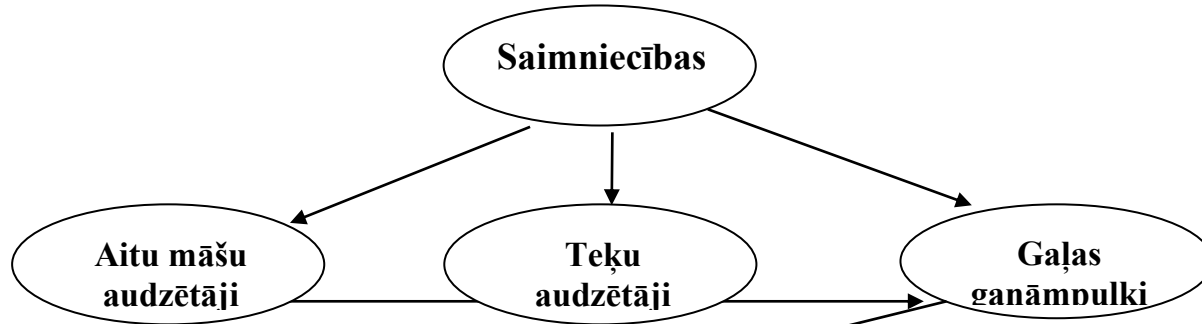 Saimniecības
Aitu māšu
audzētāji
Teķu
audzētāji
Gaļas
ganāmpulki